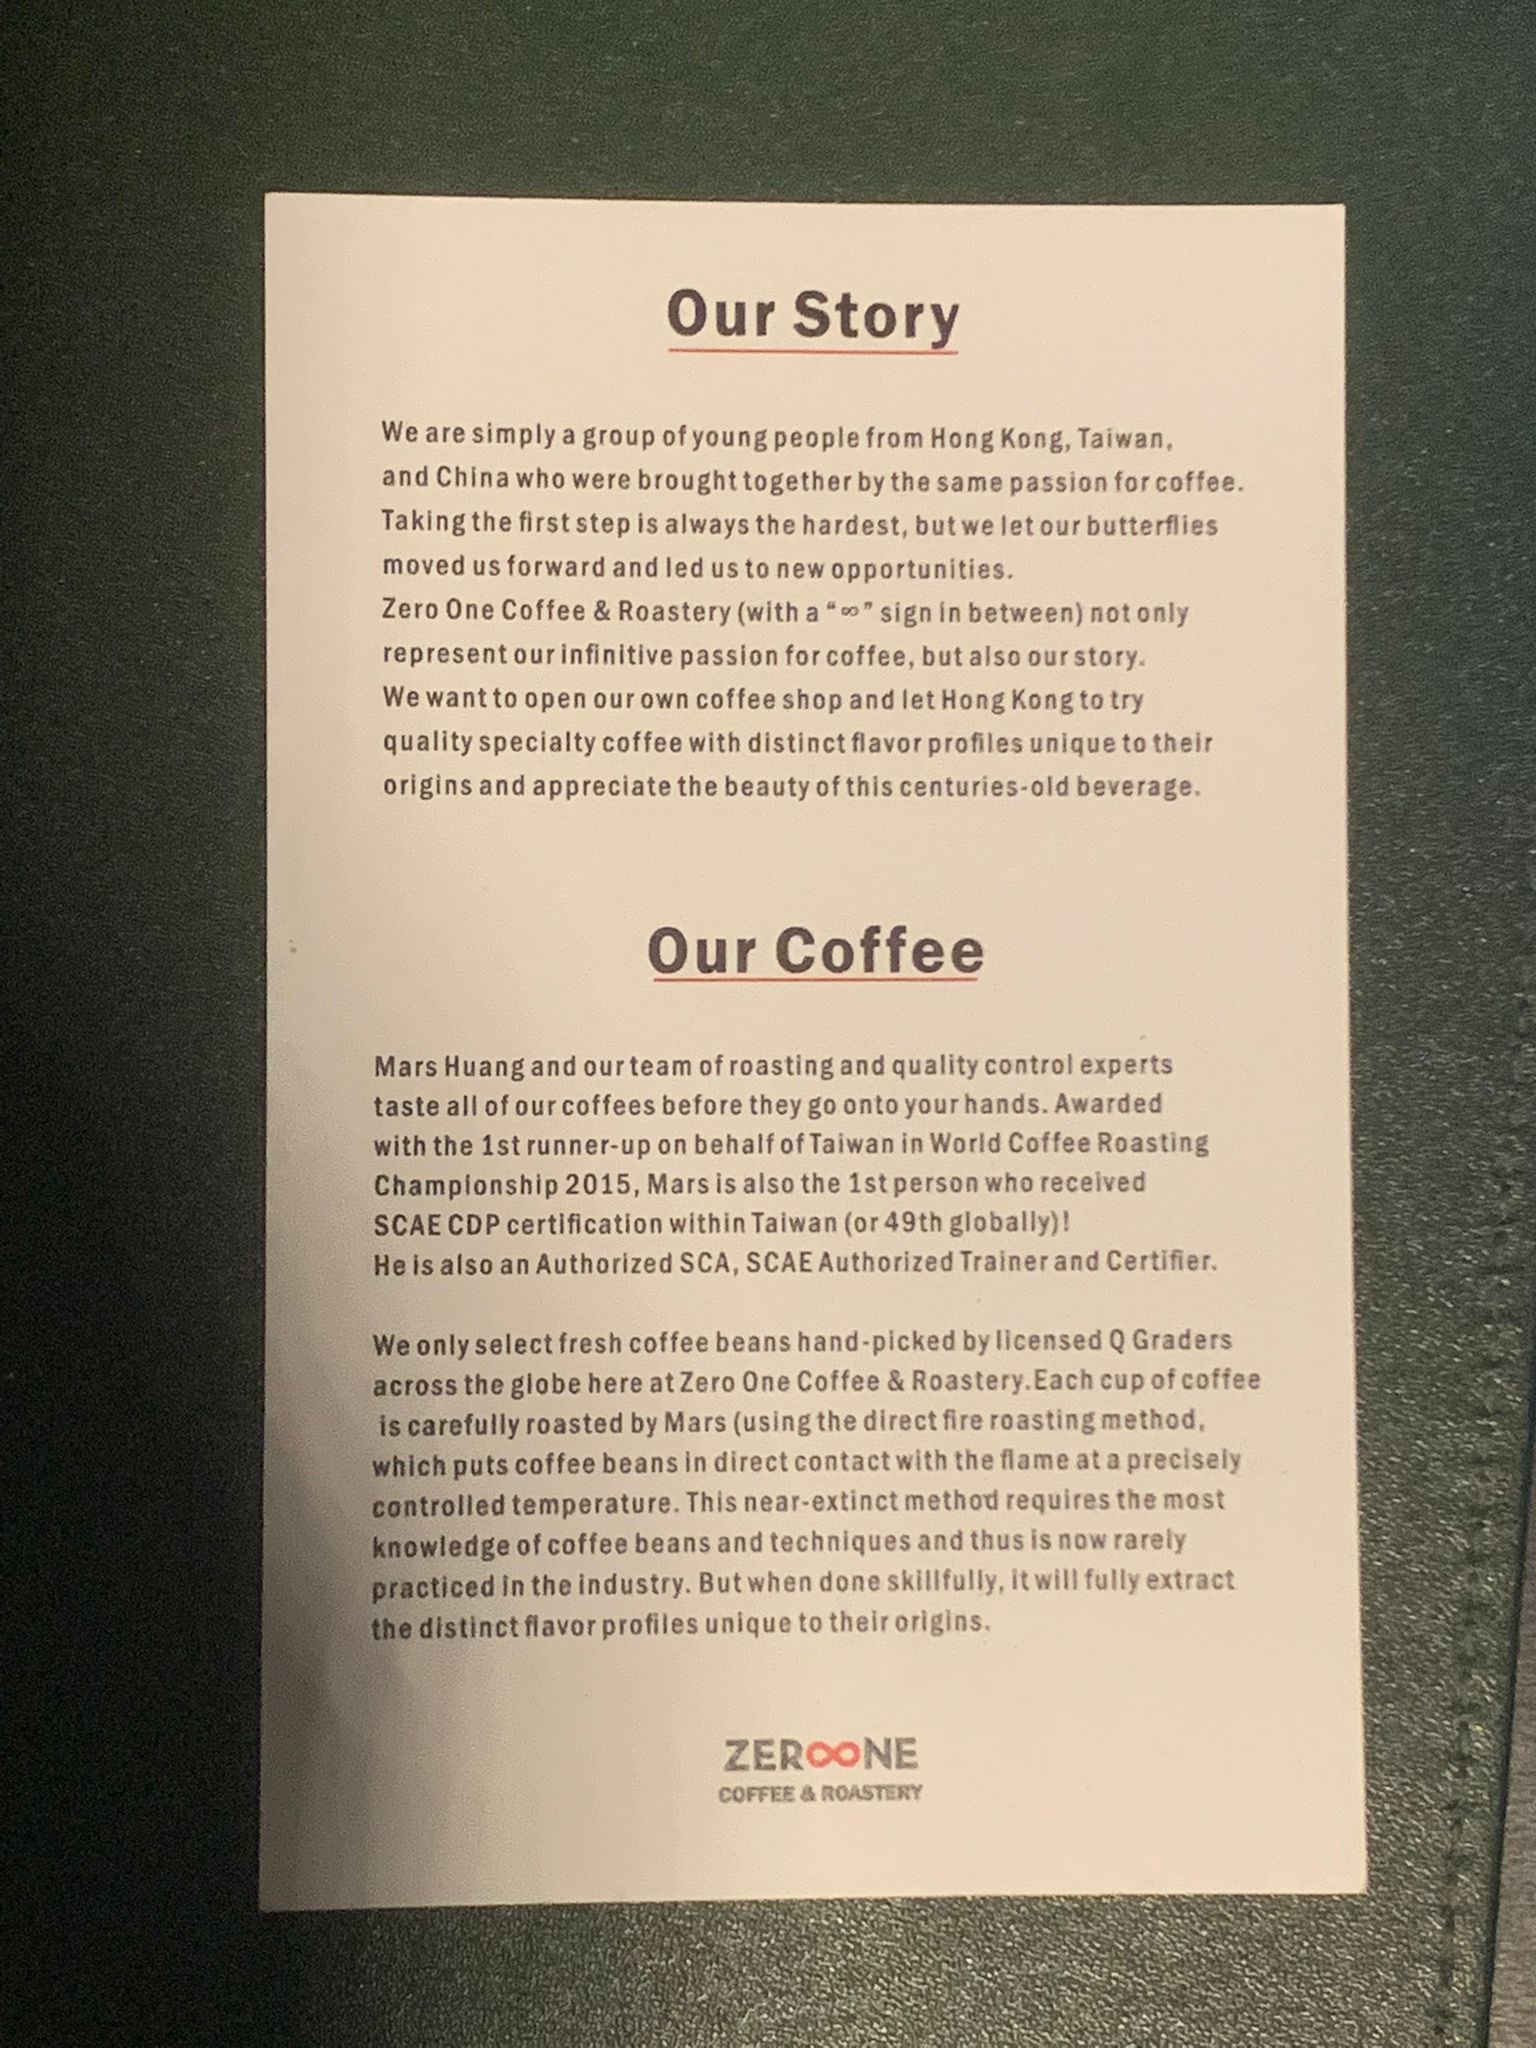 Our Story
We are simply a group of young people from Hong Kong, Taiwan,
and China who were brought together by the same passion for coffee.
Taking the first step is always the hardest, but we let our butterflies
moved us forward and led us to new opportunities.
Zero One Coffee & Roastery (with a “∞” sign in between) not only
represent our infinitive passion for coffee, but also our story.
We want to open our own coffee shop and let Hong Kong to try
quality specialty coffee with distinct flavor profiles unique to their
origins and appreciate the beauty of this centuries-old beverage.
Our Coffee
Mars Huang and our team of roasting and quality control experts
taste all of our coffees before they go onto your hands. Awarded
with the 1st runner-up on behalf of Taiwan in World Coffee Roasting
Championship 2015, Mars is also the 1st person who received
SCAE CDP certification within Taiwan (or 49th globally)!
He is also an Authorized SCA, SCAE Authorized Trainer and Certifier.
We only select fresh coffee beans hand-picked by licensed Q Graders
across the globe here at Zero One Coffee & Roastery. Each cup of coffee
is carefully roasted by Mars (using the direct fire roasting method,
which puts coffee beans in direct contact with the flame at a precisely
controlled temperature. This near-extinct method requires the most
knowledge of coffee beans and techniques and thus is now rarely
practiced in the industry. But when done skillfully, it will fully extract
the distinct flavor profiles unique to their origins.
ZER∞NE
COFFEE & ROASTERY